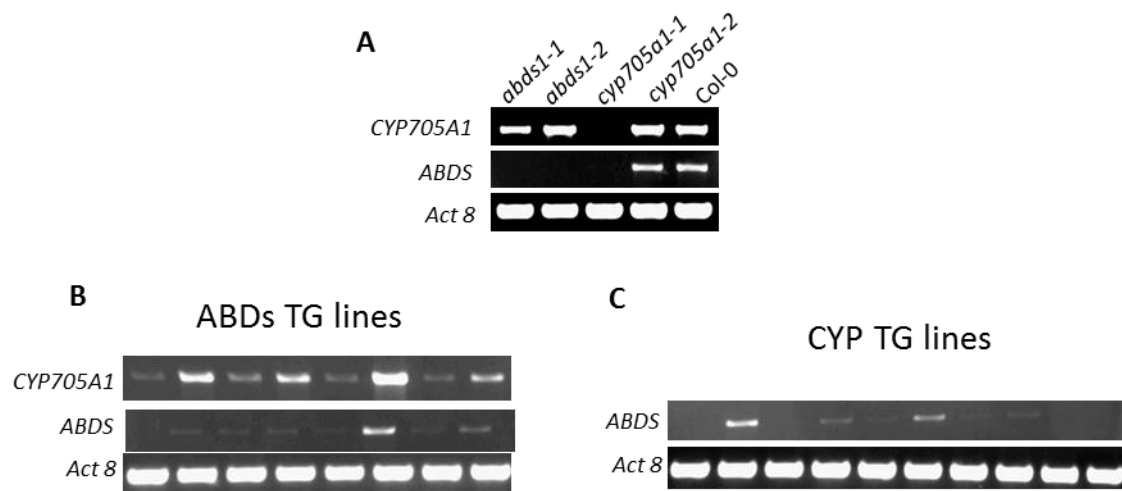 A
abds1-1
abds1-2
cyp705a1-1
cyp705a1-2
Col-0
CYP705A1
ABDS
Act 8
B
ABDs TG lines
CYP705A1
ABDS
Act 8
C
CYP TG lines
ABDS
Act 8